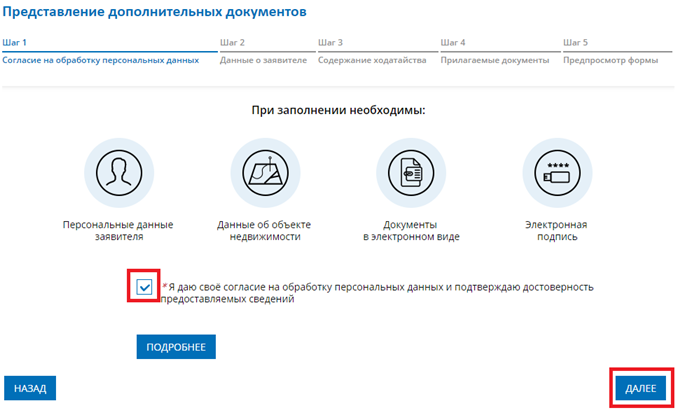 Представление дополнительных документов
Шаг 1 Шаг 2 Шаг 3 Шаг 4 Шаг 5
Согласие на обработку персональных данных Данные о заявителе Содержание ходатайства Прилагаемые документы Предпросмотр формы
При заполнении необходимы:
Персональные данные Данные об объекте Документы Электронная
заявителя недвижимости в электронном виде подпись
* Я даю своё согласие на обработку персональных данных и подтверждаю достоверность
предоставляемых сведений
ПОДРОБНЕЕ
НАЗАД ДАЛЕЕ